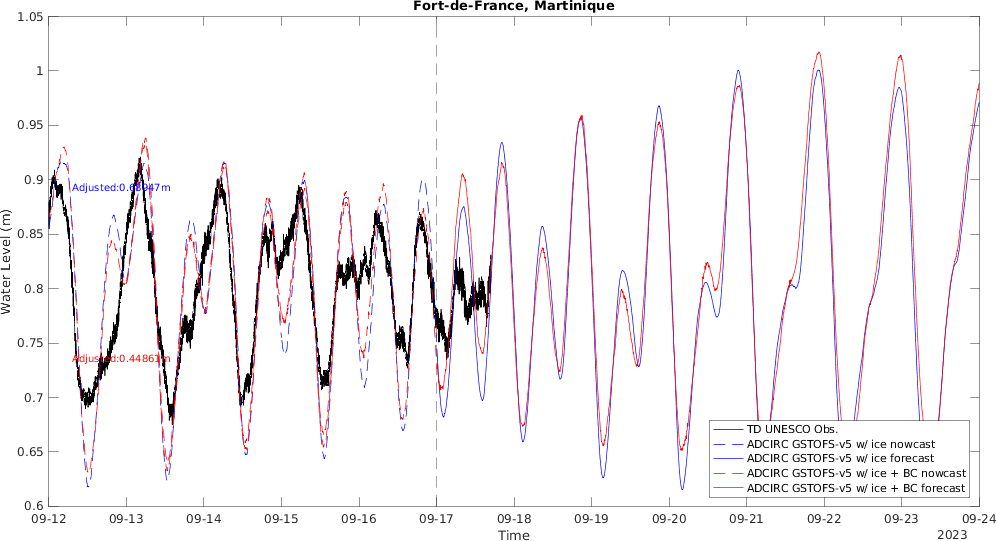 Fort-de-France, Martinique
1.05
1
0.95
0.9
0.85
0.8
0.75
0.7
0.65
0.6
Water Level (m)
Adjusted:
Adjusted:0.44861m
TD UNESCO Obs.
ADCIRC GSTOFS-v5 w/ ice nowcast
ADCIRC GSTOFS-v5 w/ ice forecast
ADCIRC GSTOFS-v5 w/ ice + BC nowcast
ADCIRC GSTOFS-v5 w/ ice + BC forecast
09-12 09-13 09-14 09-15 09-16 09-17 09-18 09-19 09-20 09-21 09-22 09-23 09-24
Time
2023